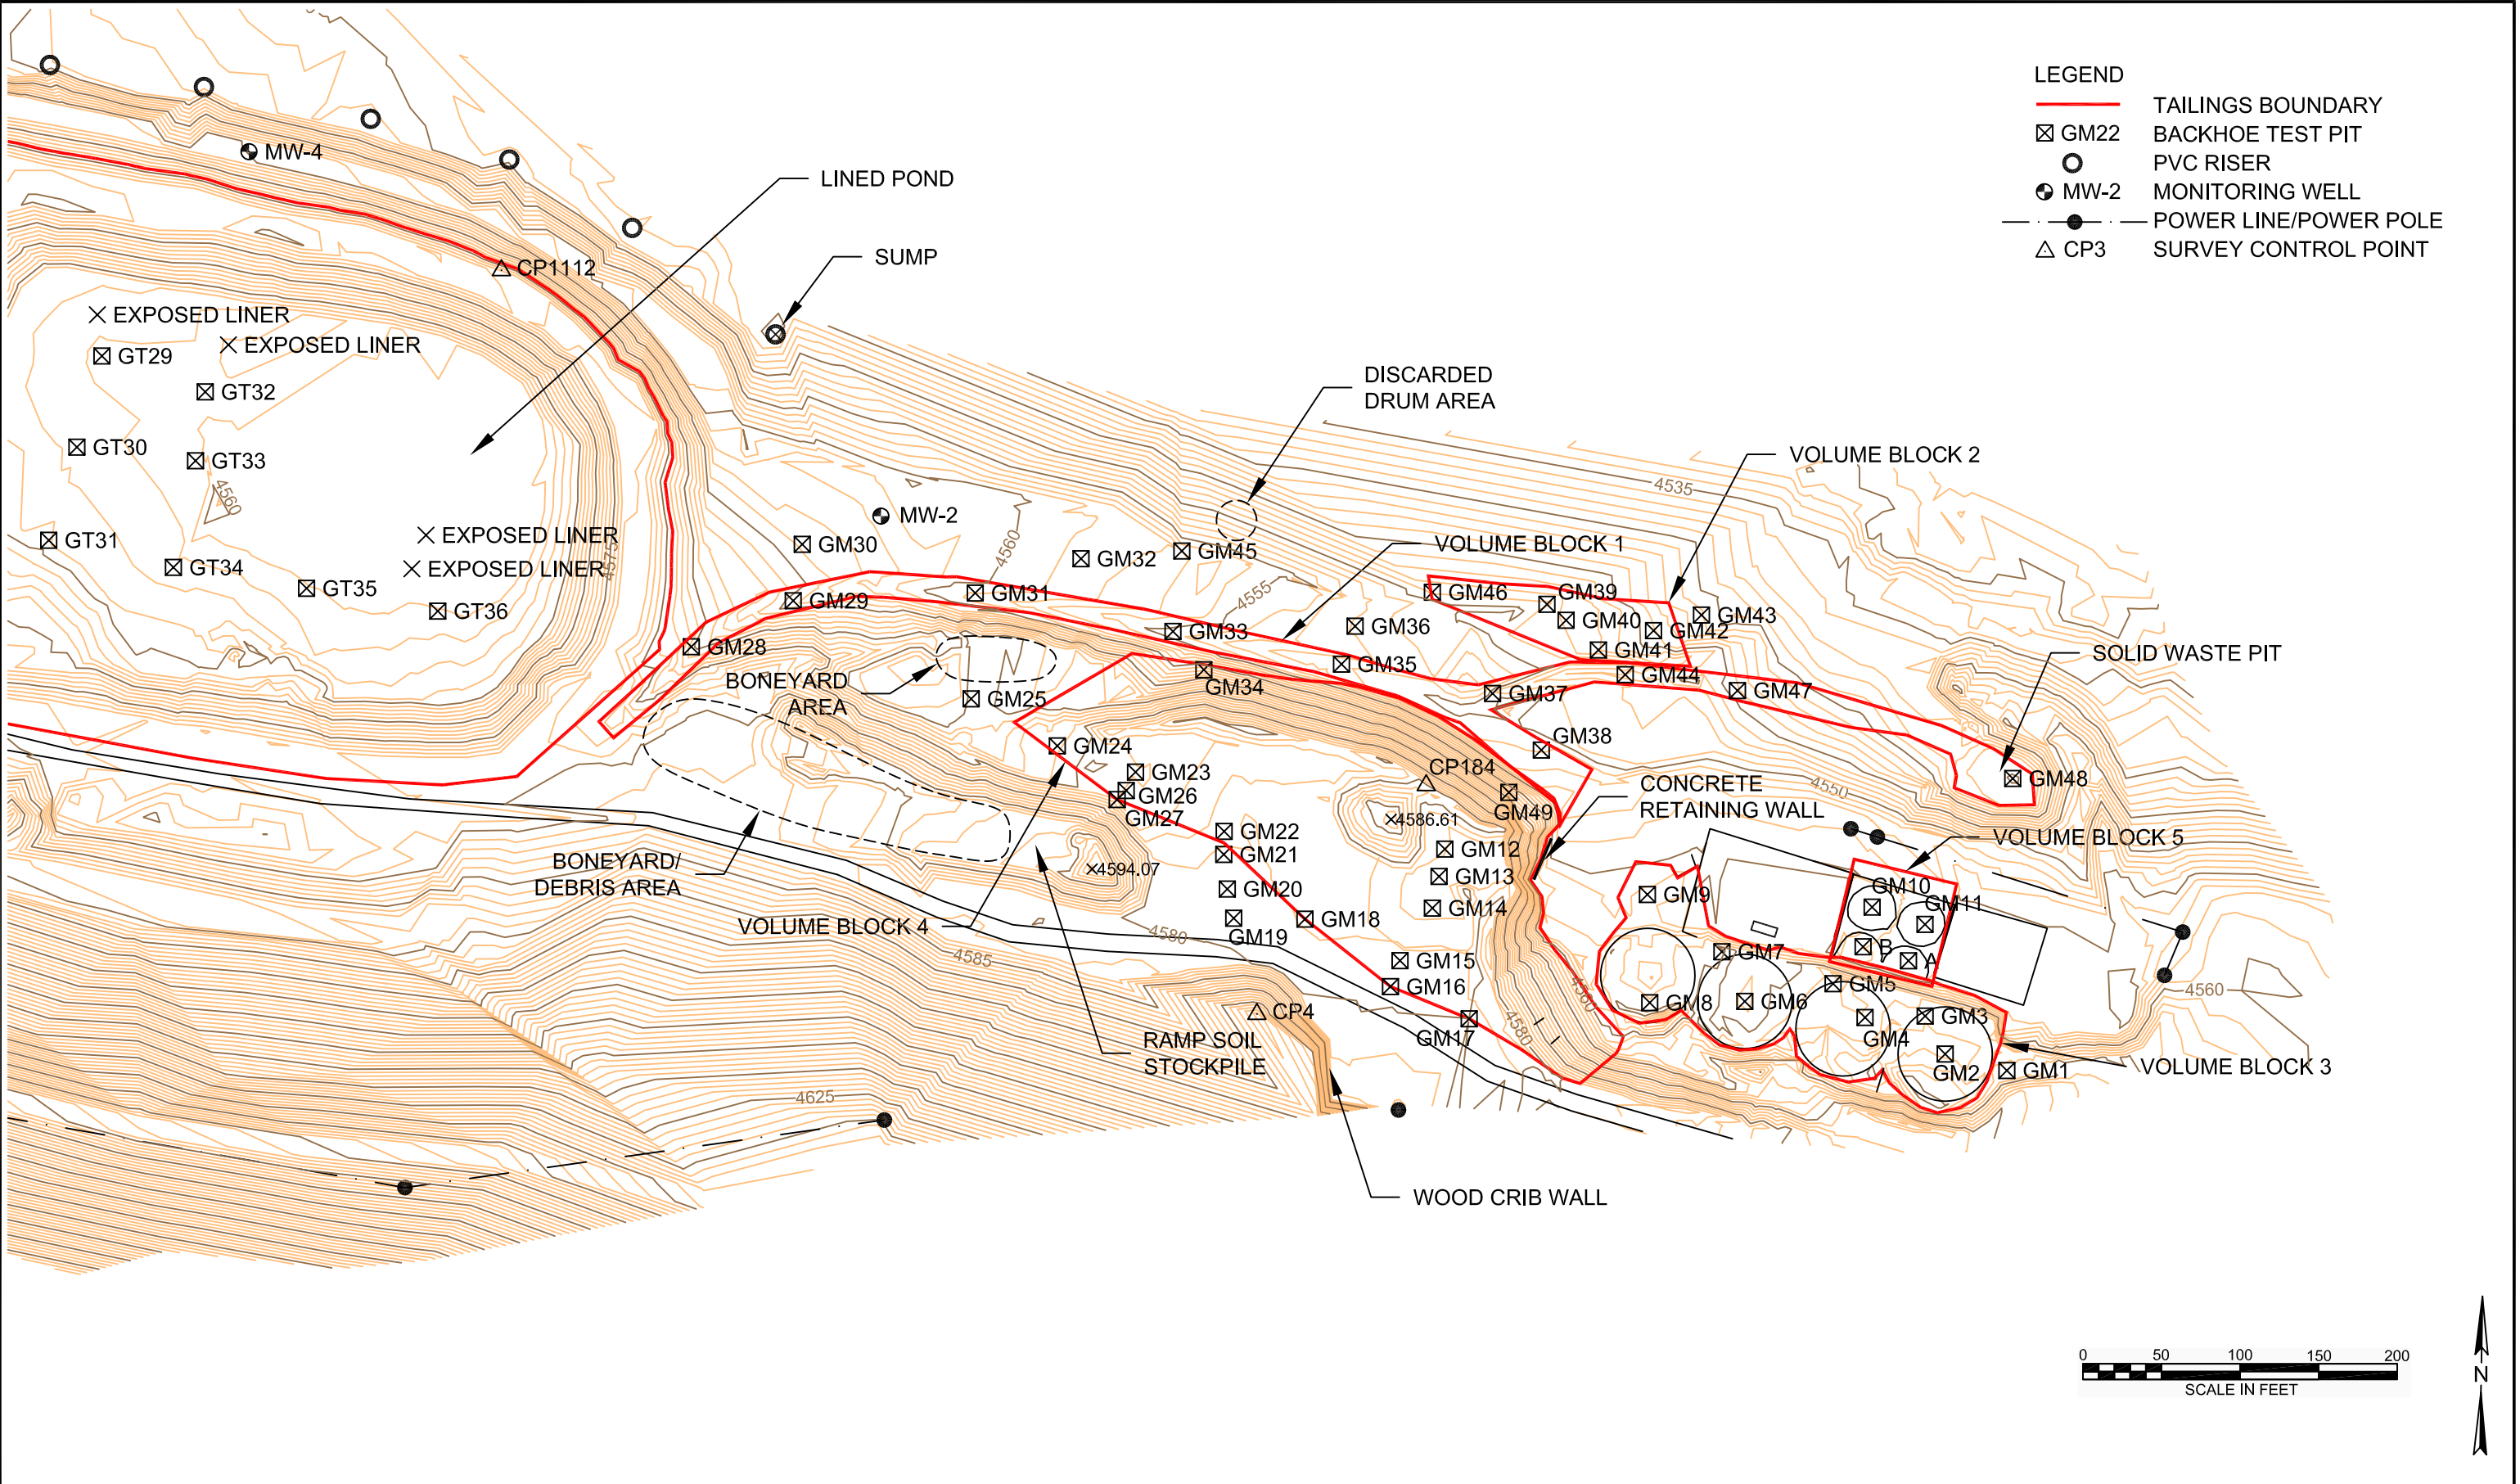 LEGEND
TAILINGS BOUNDARY
GM22 BACKHOE TEST PIT
PVC RISER
MW-2 MONITORING WELL
POWER LINE/POWER POLE
CP3 SURVEY CONTROL POINT
MW-4
LINED POND
SUMP
CP1112
EXPOSED LINER
EXPOSED LINER
GT29
GT32
DISCARDED
DRUM AREA
GT30
GT33
VOLUME BLOCK 2
4560
4535
MW-2
EXPOSED LINER
GT31
GM30
4560
GM32
GM45
VOLUME BLOCK 1
4575
GT34
EXPOSED LINER
GT35
GT36
GM29
GM31
4555
GM46
GM39
GM40
GM43
GM33
GM36
GM42
GM28
GM41
SOLID WASTE PIT
GM35
BONEYARD
AREA
GM34
GM44
GM25
GM37
GM47
GM24
GM38
GM23
CP184
GM48
GM26
CONCRETE
RETAINING WALL
4550
GM27
GM49
4586.61
GM22
VOLUME BLOCK 5
GM21
GM12
BONEYARD/
DEBRIS AREA
4594.07
GM13
GM20
GM10
GM9
GM14
GM11
VOLUME BLOCK 4
GM18
GM19
4580
B
GM7
4585
GM15
A
GM16
GM5
4560
4560
GM8
GM6
CP4
GM3
4580
GM17
GM4
RAMP SOIL
STOCKPILE
GM2
GM1
VOLUME BLOCK 3
4625
WOOD CRIB WALL
0 50 100 150 200
SCALE IN FEET
N